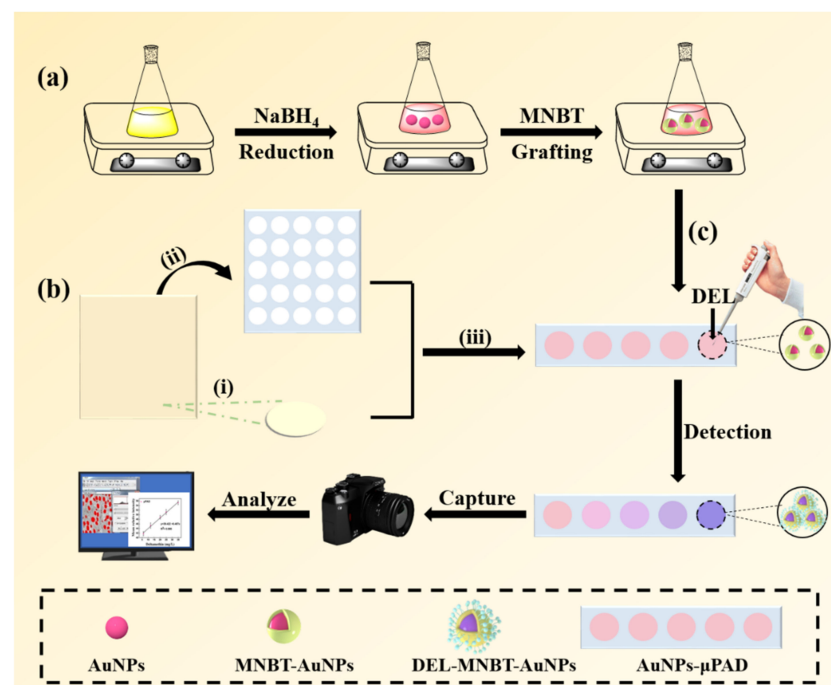 (a)
NaBH₄
Reduction
MNBT
Grafting
(c)
(ii)
(b)
DEL
(iii)
(i)
Detection
Analyze
Capture
AuNPs
MNBT-AuNPs
DEL-MNBT-AuNPs
AuNPs-μPAD